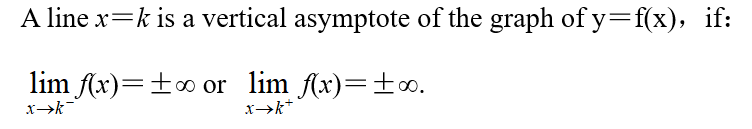 A line x=k is a vertical asymptote of the graph of y=f(x)，if:
lim f(x)=±∞ or lim f(x)=±∞.
x→k⁻ x→k⁺